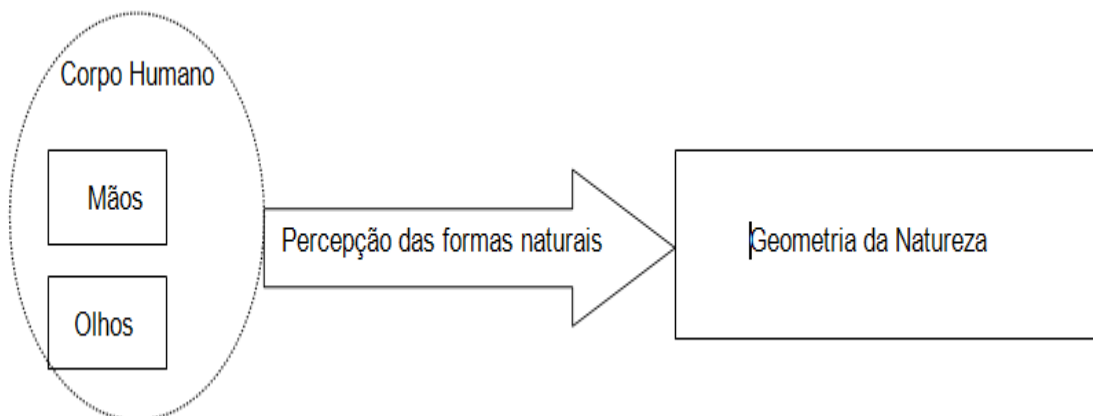 Corpo Humano
Mãos
Olhos
Percepção das formas naturais
Geometria da Natureza